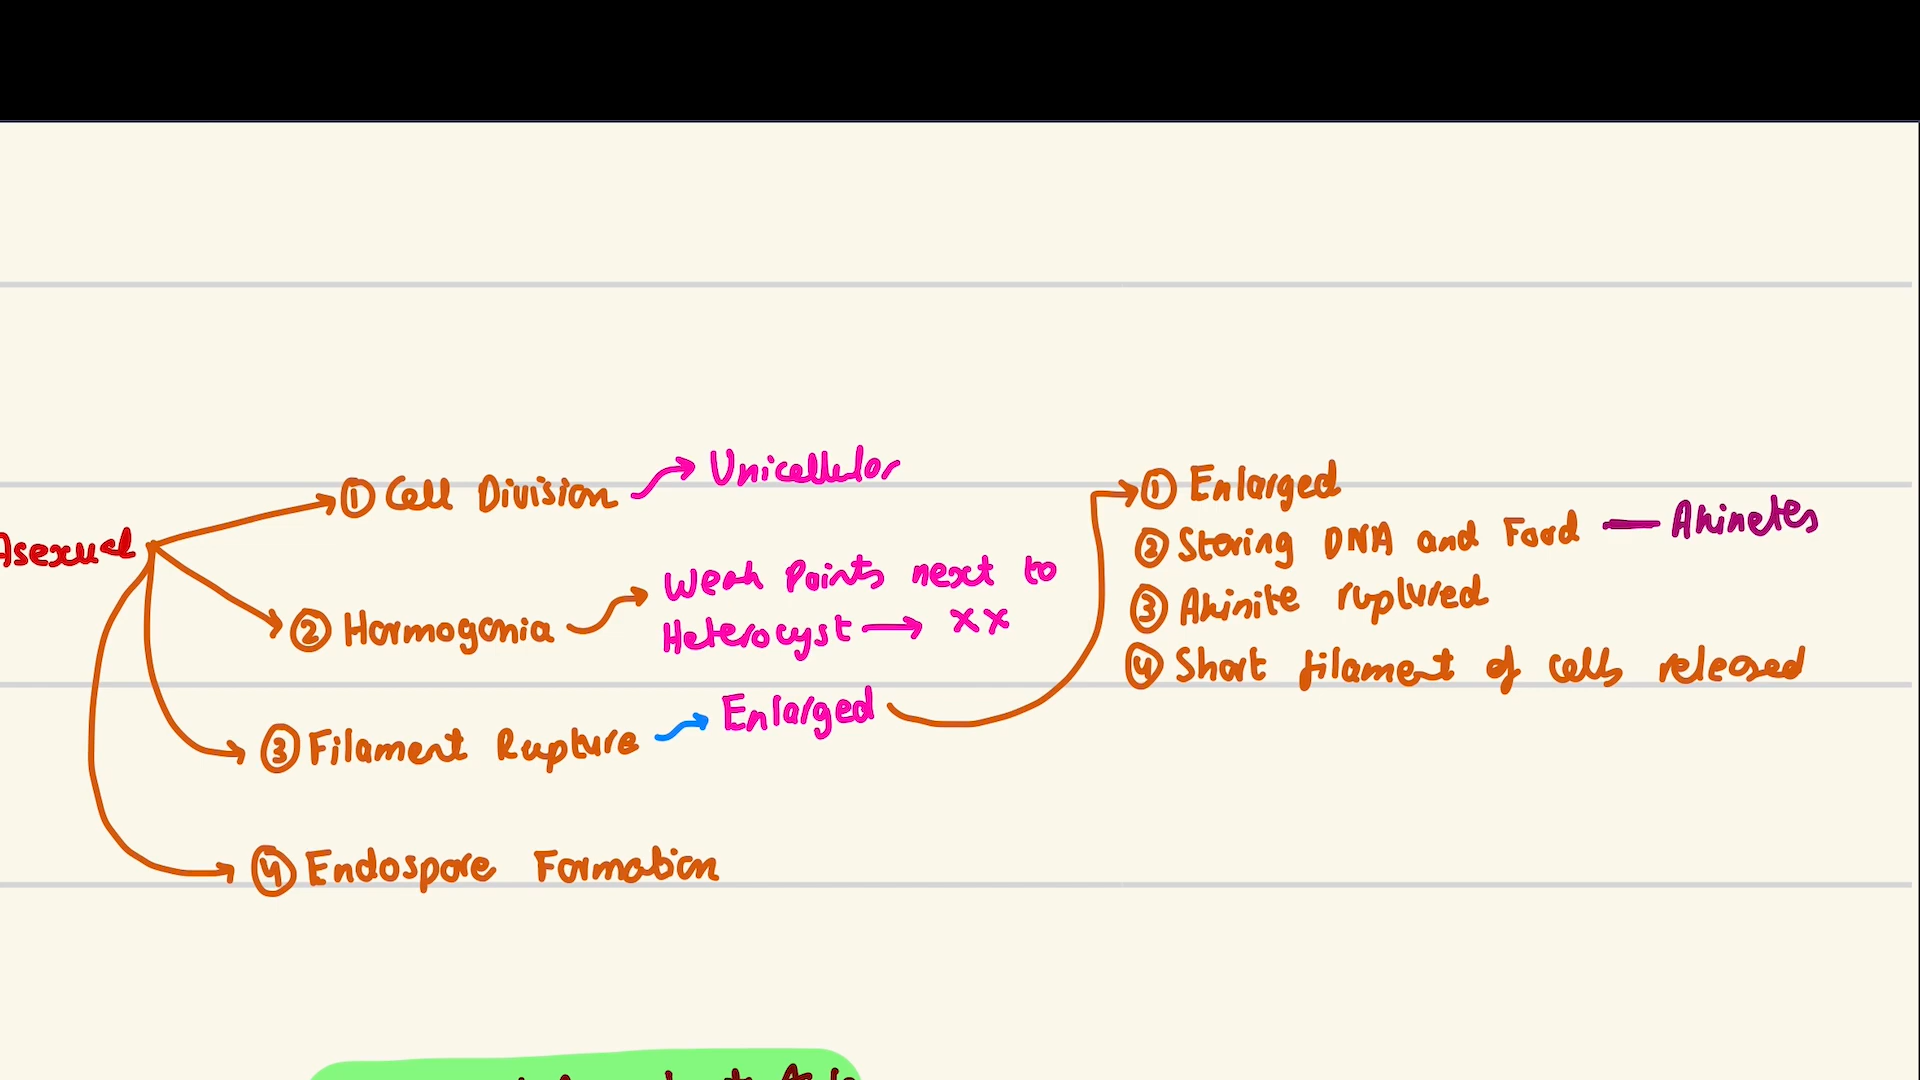 Asexual
① Cell Division → Unicellular
② Hormogonia → Weak Points next to
Heterocyst → xx
③ Filament Rupture → Enlarged
④ Endospore Formation
① Enlarged
② Storing DNA and Food — Akinetes
③ Akinite ruptured
④ Short filament of cells released